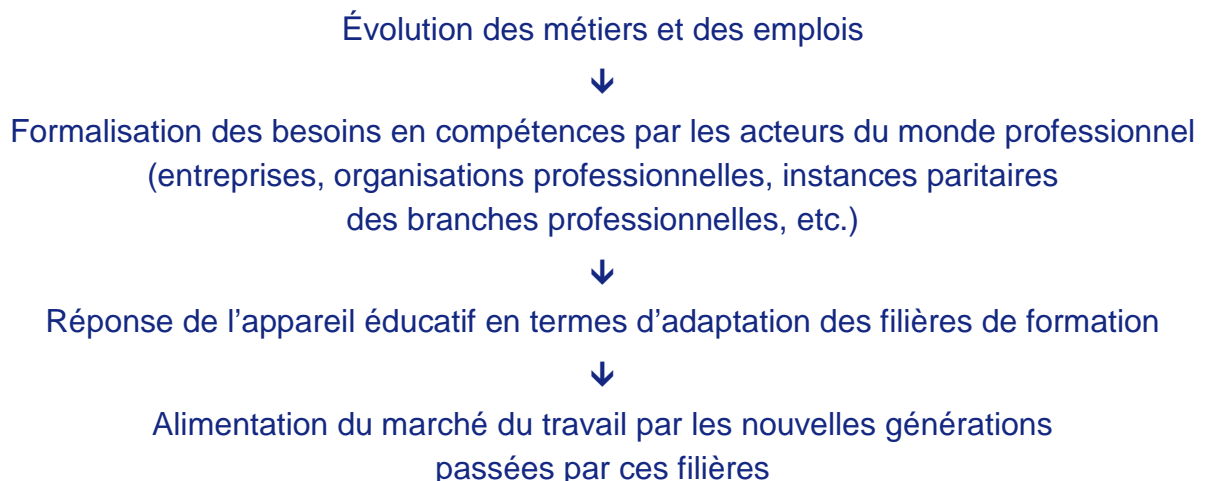 Évolution des métiers et des emplois
↓
Formalisation des besoins en compétences par les acteurs du monde professionnel
(entreprises, organisations professionnelles, instances paritaires
des branches professionnelles, etc.)
↓
Réponse de l’appareil éducatif en termes d’adaptation des filières de formation
↓
Alimentation du marché du travail par les nouvelles générations
passées par ces filières